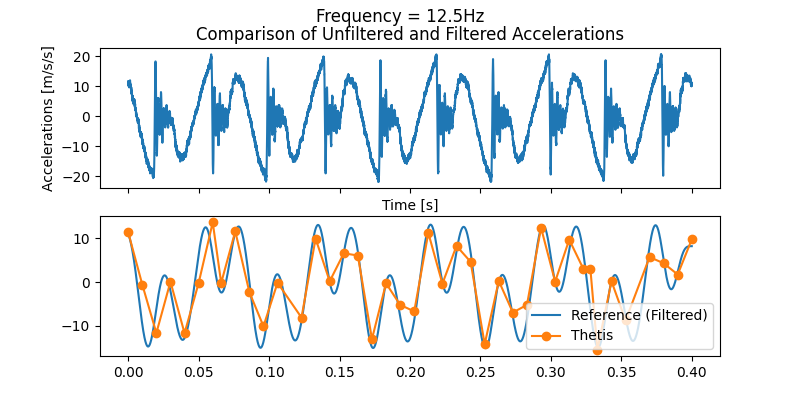 Frequency = 12.5Hz
Comparison of Unfiltered and Filtered Accelerations
Accelerations [m/s/s]
20
10
0
−10
−20
Time [s]
10
0
−10
Reference (Filtered)
Thetis
0.00 0.05 0.10 0.15 0.20 0.25 0.30 0.35 0.40